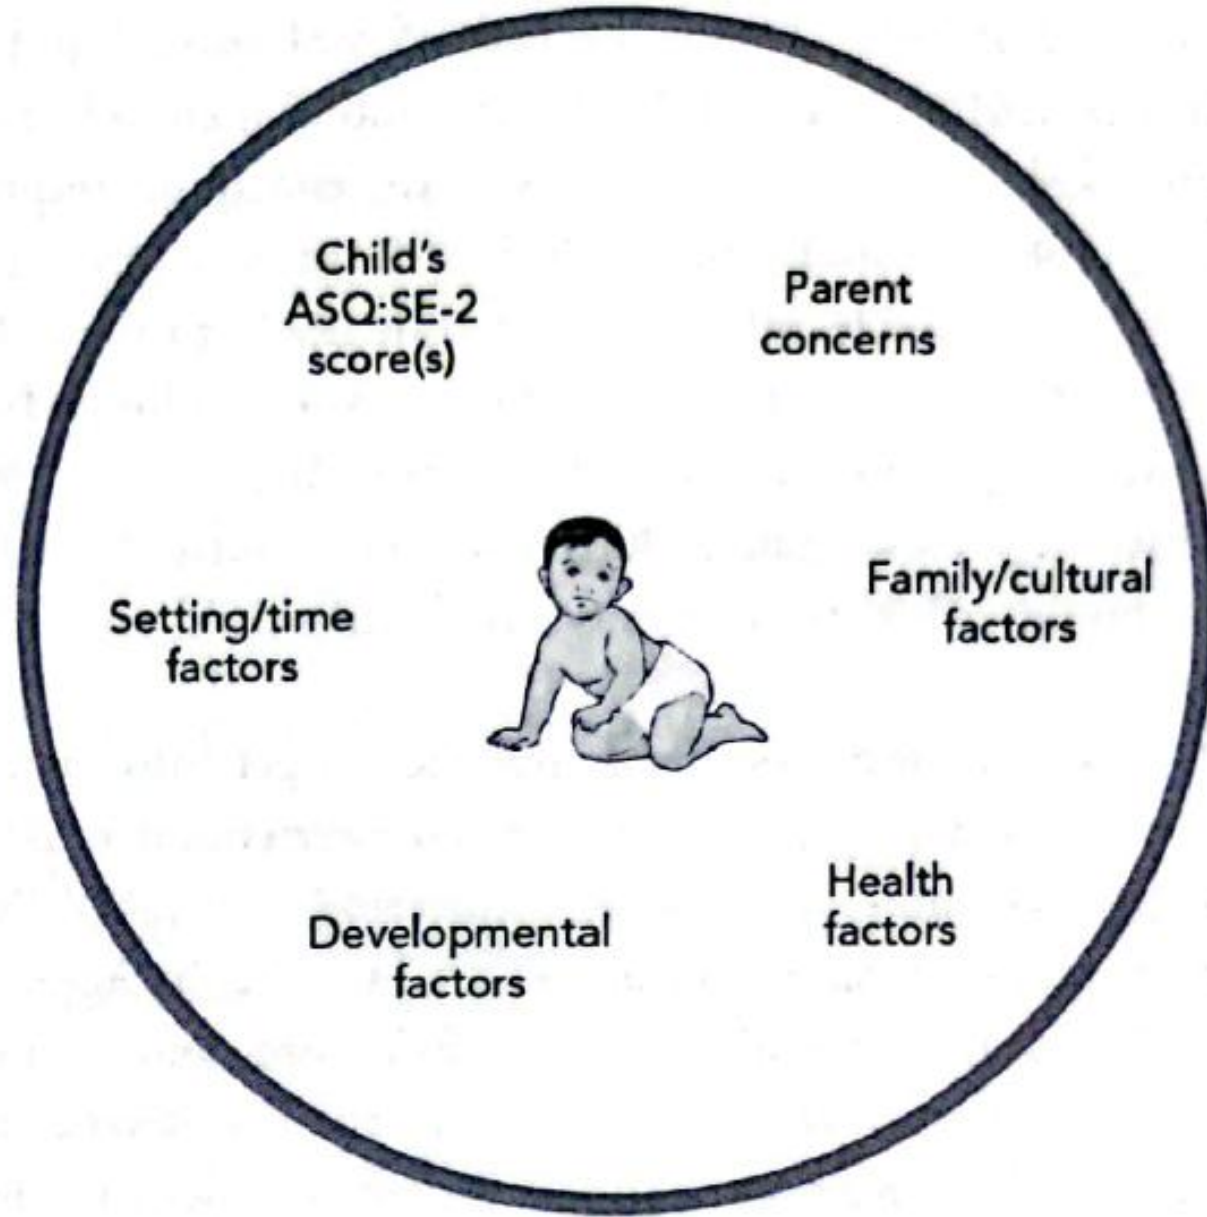 Child's
ASQ:SE-2
score(s)
Parent
concerns
Family/cultural
factors
Health
factors
Developmental
factors
Setting/time
factors